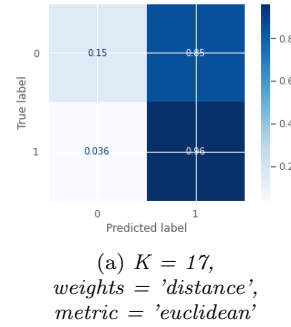 0
0.15
0.85
1
0.036
0.96
0.8
0.6
0.4
0.2
True label
0
1
Predicted label
(a) K = 17,
weights = 'distance',
metric = 'euclidean'